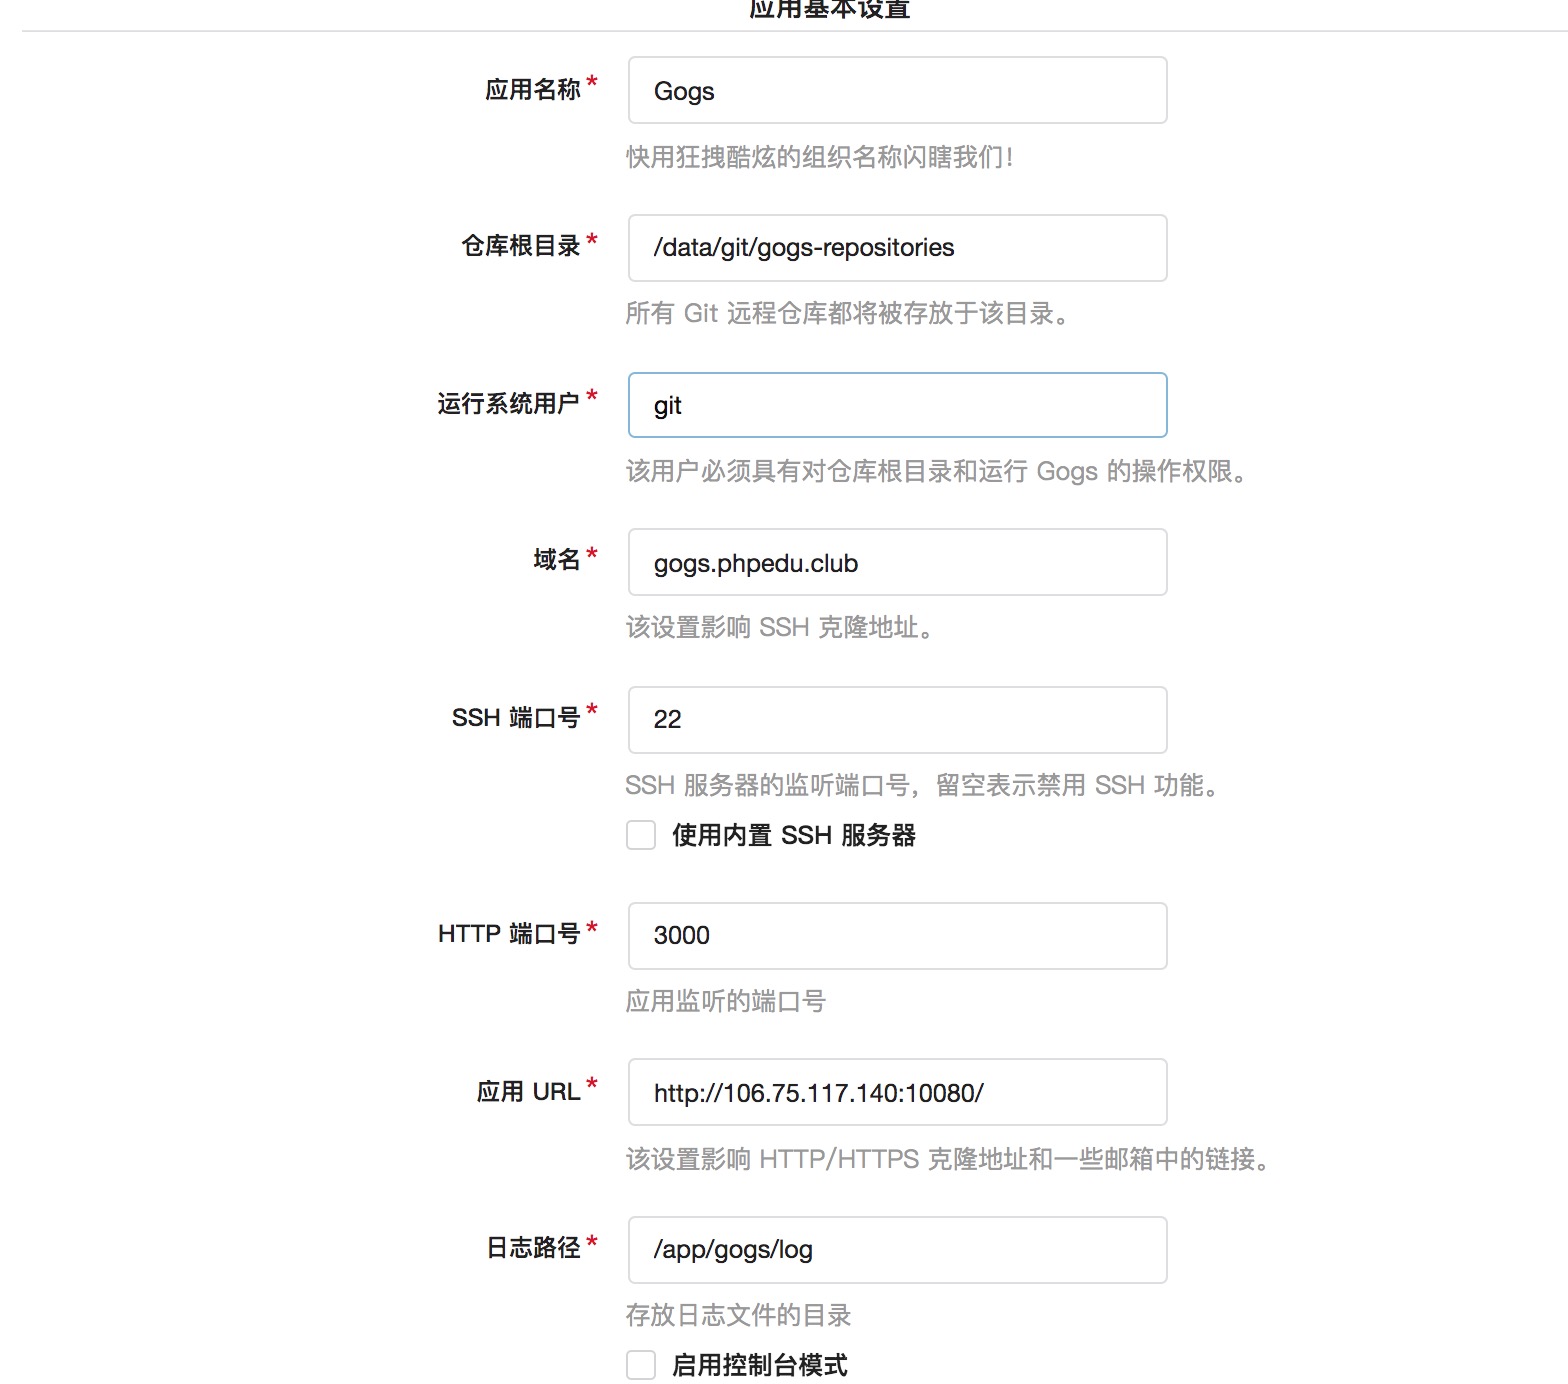 应用基本设置
应用名称*
Gogs
快用狂拽酷炫的组织名称闪瞎我们!
仓库根目录*
/data/git/gogs-repositories
所有 Git 远程仓库都将被存放于该目录。
运行系统用户*
git
该用户必须具有对仓库根目录和运行 Gogs 的操作权限。
域名*
gogs.phpedu.club
该设置影响 SSH 克隆地址。
SSH 端口号*
22
SSH 服务器的监听端口号，留空表示禁用 SSH 功能。
使用内置 SSH 服务器
HTTP 端口号*
3000
应用监听的端口号
应用 URL*
http://106.75.117.140:10080/
该设置影响 HTTP/HTTPS 克隆地址和一些邮箱中的链接。
日志路径*
/app/gogs/log
存放日志文件的目录
启用控制台模式